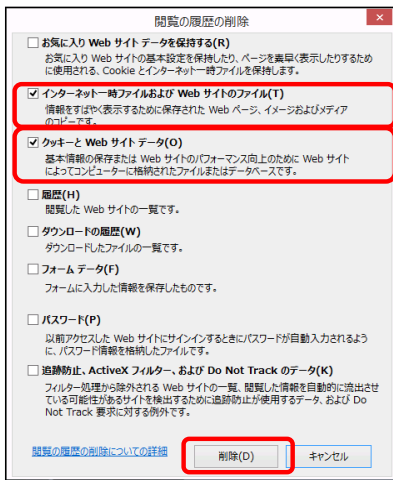 閲覧の履歴の削除
お気に入り Web サイト データを保持する(R)
お気に入り Web サイトの基本設定を保持したり、ページを素早く表示したりするため
に使用される、Cookie とインターネット一時ファイルを保持します。
インターネット一時ファイルおよび Web サイトのファイル(T)
情報をすばやく表示するために保存された Web ページ、イメージおよびメディア
のコピーです。
クッキーと Web サイト データ(O)
基本情報の保存または Web サイトのパフォーマンス向上のために Web サイト
によってコンピューターに格納されたファイルまたはデータベースです。
履歴(H)
閲覧した Web サイトの一覧です。
ダウンロードの履歴(W)
ダウンロードしたファイルの一覧です。
フォーム データ(F)
フォームに入力した情報を保存したものです。
パスワード(P)
以前アクセスした Web サイトにサインインするときにパスワードが自動入力されるよう
に、パスワード情報を格納したファイルです。
追跡防止、ActiveX フィルター、および Do Not Track のデータ(K)
フィルター処理から除外される Web サイトの一覧、閲覧した情報を自動的に流出させ
ている可能性があるサイトを検出するために追跡防止が使用するデータ、および Do
Not Track 要求に対する例外です。
閲覧の履歴の削除についての詳細
削除(D)
キャンセル